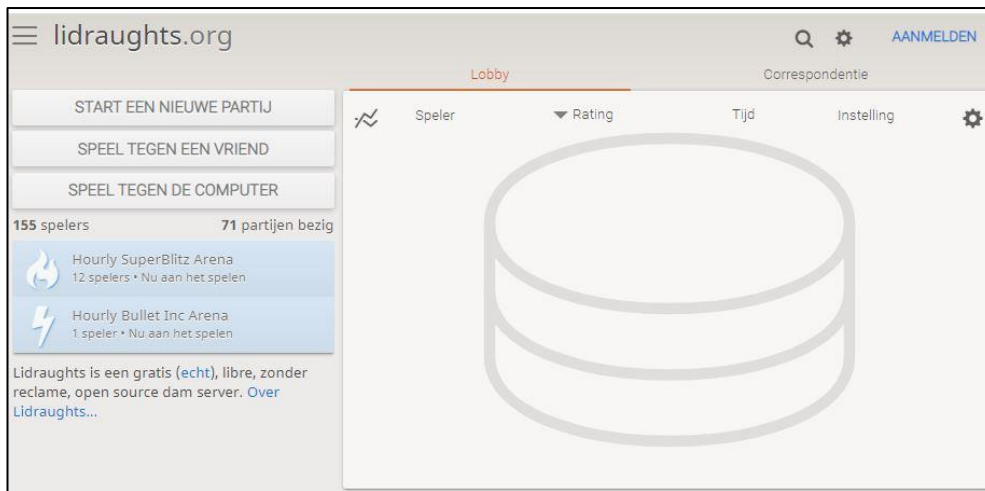 lidraughts.org
AANMELDEN
Lobby
Correspondentie
START EEN NIEUWE PARTIJ
SPEEL TEGEN EEN VRIEND
SPEEL TEGEN DE COMPUTER
155 spelers 71 partijen bezig
Hourly SuperBlitz Arena
12 spelers • Nu aan het spelen
Hourly Bullet Inc Arena
1 speler • Nu aan het spelen
Lidraughts is een gratis (echt), libre, zonder
reclame, open source dam server. Over
Lidraughts...
Speler Rating Tijd Instelling